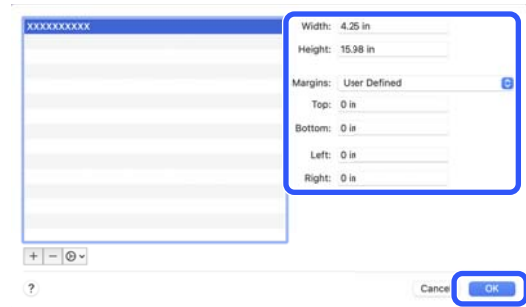 XXXXXXXXXX
Width: 4.25 in
Height: 15.98 in
Margins: User Defined
Top: 0 in
Bottom: 0 in
Left: 0 in
Right: 0 in
+ −
?
Cance OK